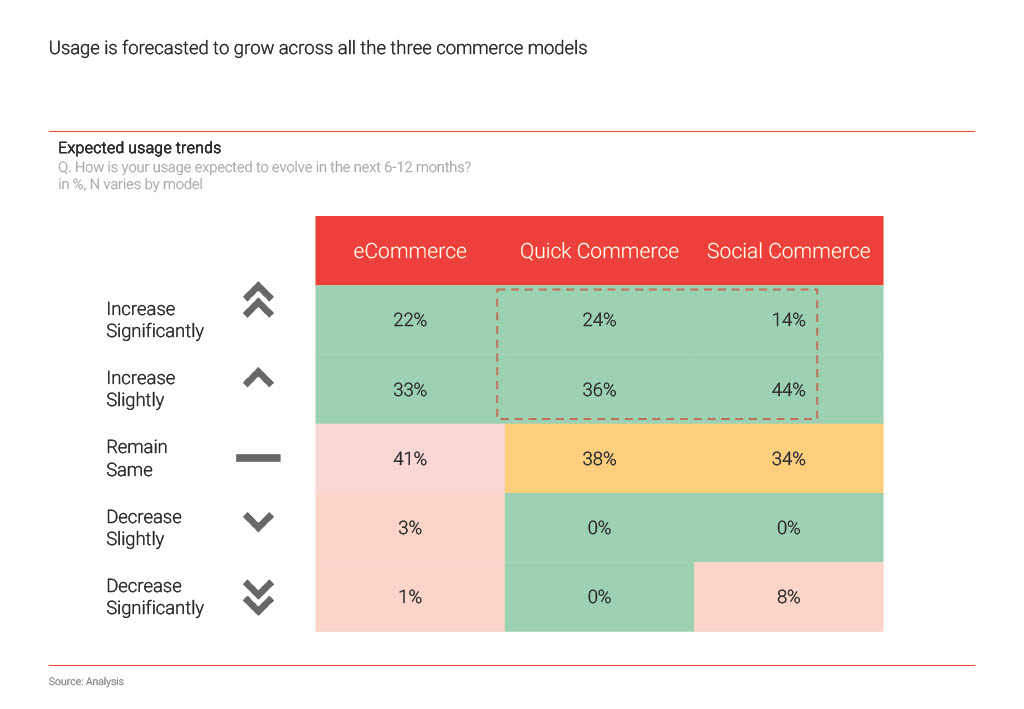 Usage is forecasted to grow across all the three commerce models
Expected usage trends
Q. How is your usage expected to evolve in the next 6-12 months?
in %, N varies by model
eCommerce Quick Commerce Social Commerce
Increase
Significantly
22% 24% 14%
Increase
Slightly
33% 36% 44%
Remain
Same
41% 38% 34%
Decrease
Slightly
3% 0% 0%
Decrease
Significantly
1% 0% 8%
Source: Analysis